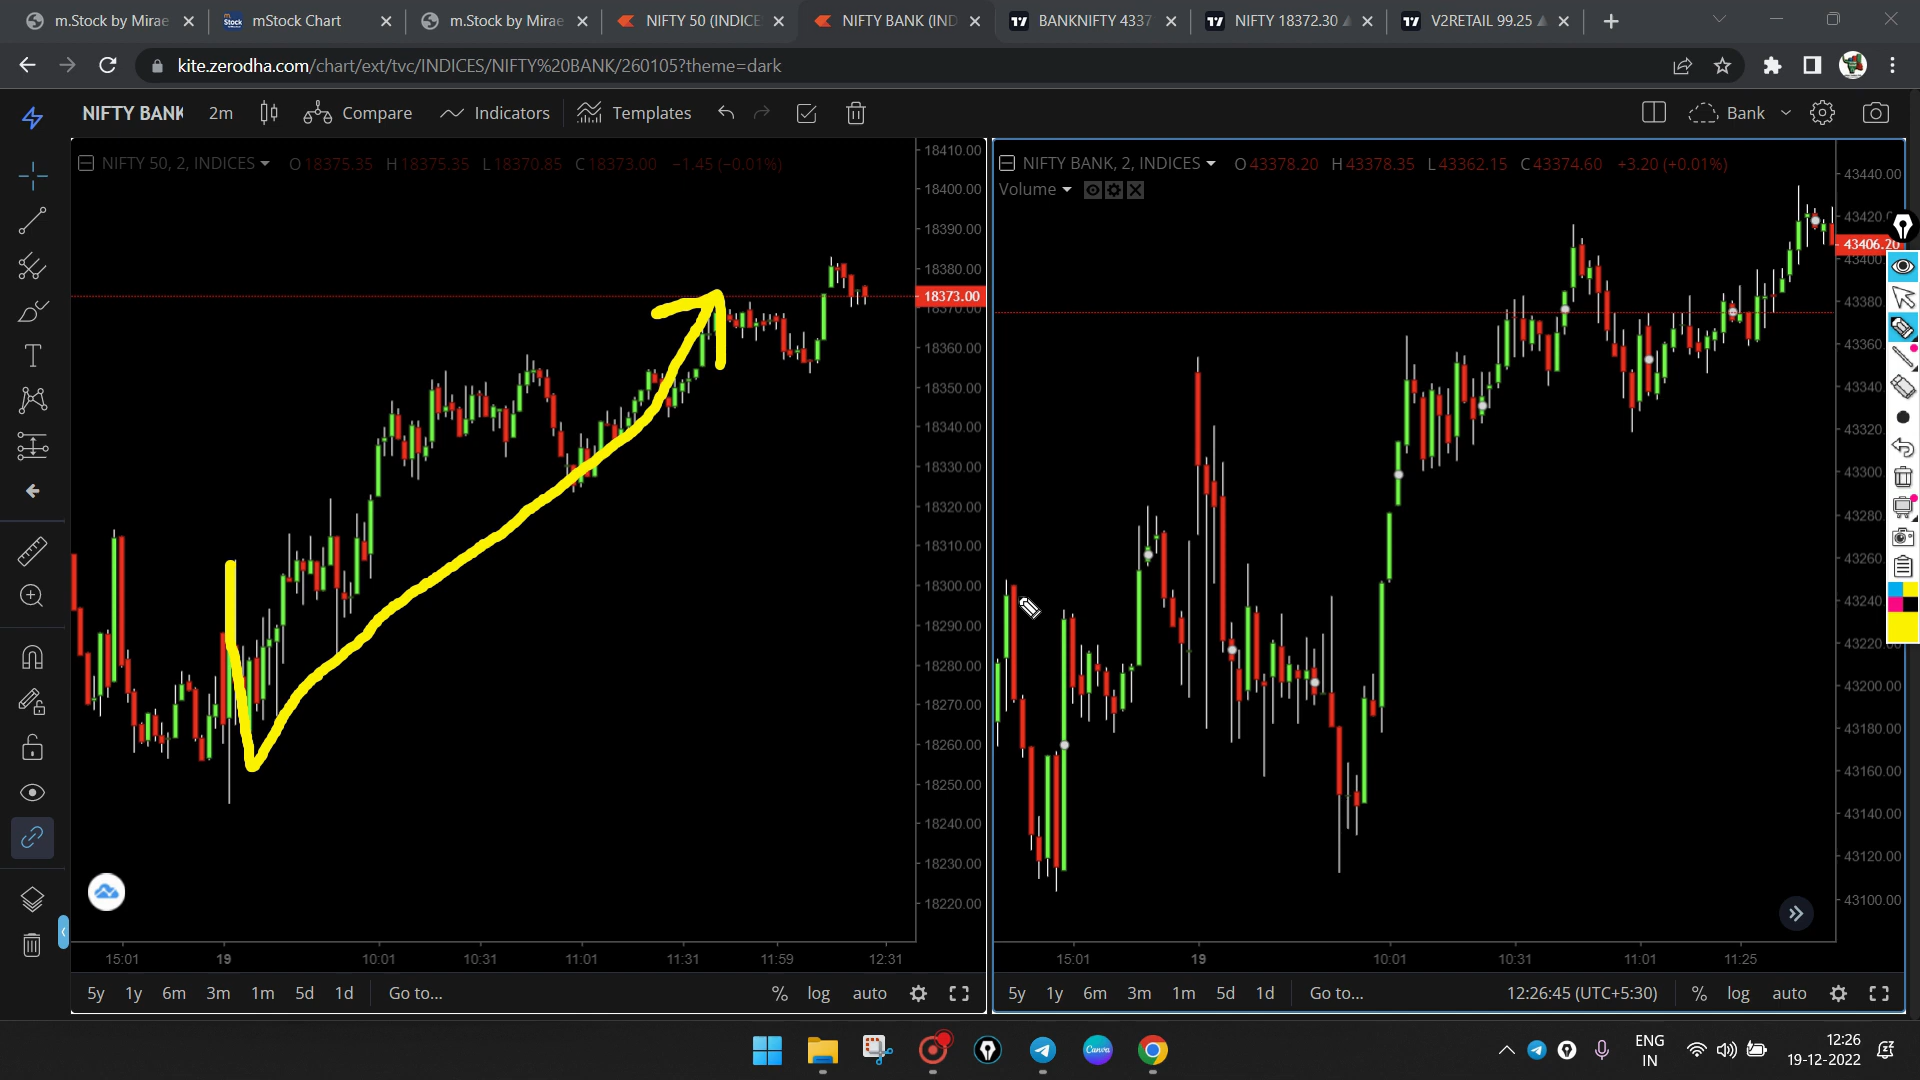 m.Stock by Mirae
mStock Chart
m.Stock by Mirae
NIFTY 50 (INDICE
NIFTY BANK (IND
BANKNIFTY 4337
NIFTY 18372.30
V2RETAIL 99.25
kite.zerodha.com/chart/ext/tvc/INDICES/NIFTY%20BANK/260105?theme=dark
NIFTY BANK 2m Compare Indicators Templates Bank
NIFTY 50, 2, INDICES O18375.35 H18375.35 L18370.85 C18373.00 −1.45 (−0.01%)
18410.00
18400.00
18390.00
18380.00
18373.00
18370.00
18360.00
18350.00
18340.00
18330.00
18320.00
18310.00
18300.00
18290.00
18280.00
18270.00
18260.00
18250.00
18240.00
18230.00
18220.00
15:01 19 10:01 10:31 11:01 11:31 11:59 12:31
5y 1y 6m 3m 1m 5d 1d Go to... % log auto
NIFTY BANK, 2, INDICES O43378.20 H43378.35 L43362.15 C43374.60 +3.20 (+0.01%)
Volume
43440.00
43420.
43406.20
43400.
43380.
43360.
43340.
43320.
43300.
43280.
43260.
43240.
43220.
43200.00
43180.00
43160.00
43140.00
43120.00
43100.00
15:01 19 10:01 10:31 11:01 11:25
5y 1y 6m 3m 1m 5d 1d Go to... 12:26:45 (UTC+5:30) % log auto
Canva
ENG
IN
12:26
19-12-2022